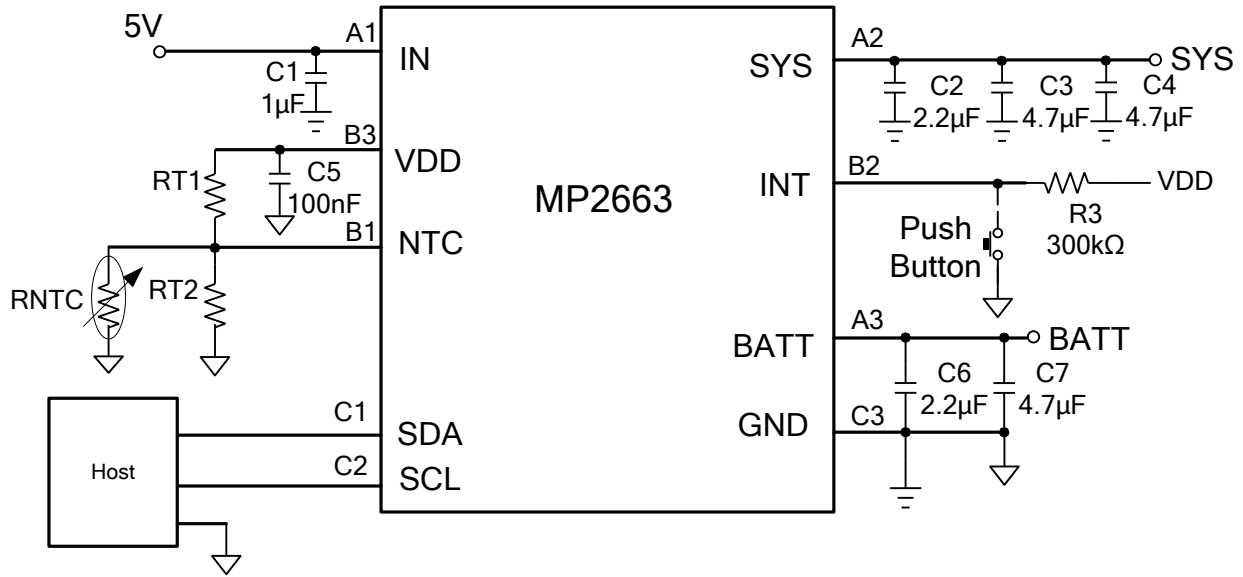 5V
A1
IN
C1
1µF
B3
VDD
RT1
C5
100nF
B1
NTC
RNTC
RT2
Host
C1
SDA
C2
SCL
MP2663
A2
SYS
SYS
C2
2.2µF
C3
4.7µF
C4
4.7µF
B2
INT
VDD
R3
300kΩ
Push
Button
A3
BATT
BATT
C6
2.2µF
C7
4.7µF
C3
GND